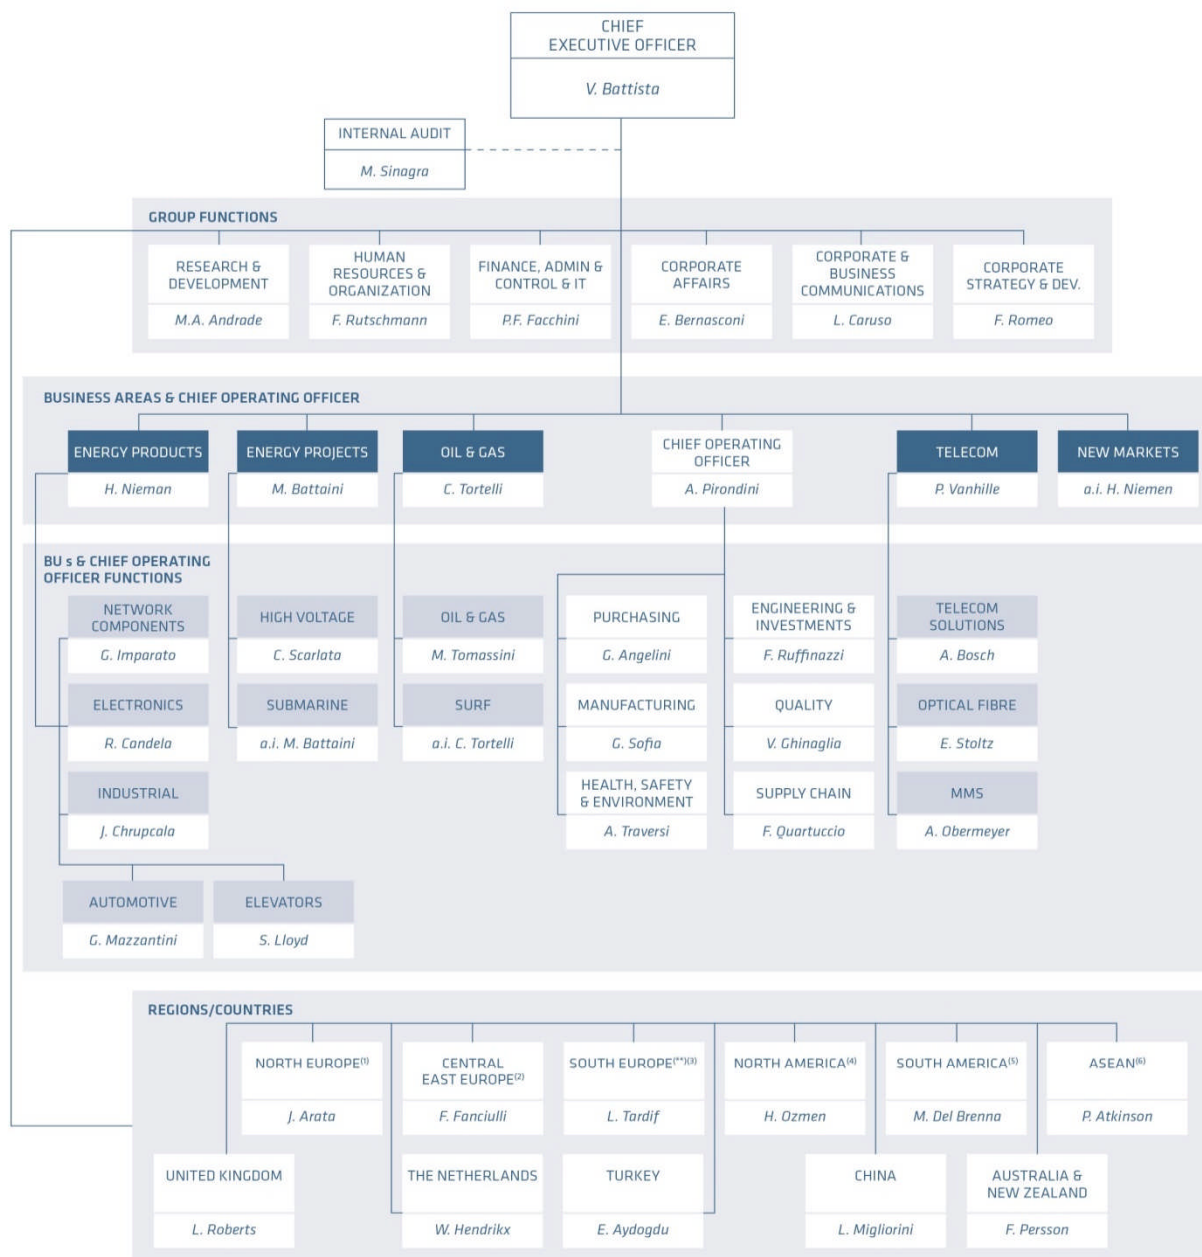 CHIEF
EXECUTIVE OFFICER
V. Battista
INTERNAL AUDIT
M. Sinagra
GROUP FUNCTIONS
RESEARCH &
DEVELOPMENT
M.A. Andrade
HUMAN
RESOURCES &
ORGANIZATION
F. Rutschmann
FINANCE, ADMIN &
CONTROL & IT
P.F. Facchini
CORPORATE
AFFAIRS
E. Bernasconi
CORPORATE &
BUSINESS
COMMUNICATIONS
L. Caruso
CORPORATE
STRATEGY & DEV.
F. Romeo
BUSINESS AREAS & CHIEF OPERATING OFFICER
ENERGY PRODUCTS
H. Nieman
ENERGY PROJECTS
M. Battaini
OIL & GAS
C. Tortelli
CHIEF OPERATING
OFFICER
A. Pirondini
TELECOM
P. Vanhille
NEW MARKETS
a.i. H. Niemen
BU s & CHIEF OPERATING
OFFICER FUNCTIONS
NETWORK
COMPONENTS
G. Imparato
HIGH VOLTAGE
C. Scarlata
OIL & GAS
M. Tomassini
PURCHASING
G. Angelini
ENGINEERING &
INVESTMENTS
F. Ruffinazzi
TELECOM
SOLUTIONS
A. Bosch
ELECTRONICS
R. Candela
SUBMARINE
a.i. M. Battaini
SURF
a.i. C. Tortelli
MANUFACTURING
G. Sofia
QUALITY
V. Ghinaglia
OPTICAL FIBRE
E. Stoltz
INDUSTRIAL
J. Chrupcala
HEALTH, SAFETY
& ENVIRONMENT
A. Traversi
SUPPLY CHAIN
F. Quartuccio
MMS
A. Obermeyer
AUTOMOTIVE
G. Mazzantini
ELEVATORS
S. Lloyd
REGIONS/COUNTRIES
NORTH EUROPE(1)
J. Arata
CENTRAL
EAST EUROPE(2)
F. Fanciulli
SOUTH EUROPE(**)(3)
L. Tardif
NORTH AMERICA(4)
H. Ozmen
SOUTH AMERICA(5)
M. Del Brenna
ASEAN(6)
P. Atkinson
UNITED KINGDOM
L. Roberts
THE NETHERLANDS
W. Hendrikx
TURKEY
E. Aydogdu
CHINA
L. Migliorini
AUSTRALIA &
NEW ZEALAND
F. Persson